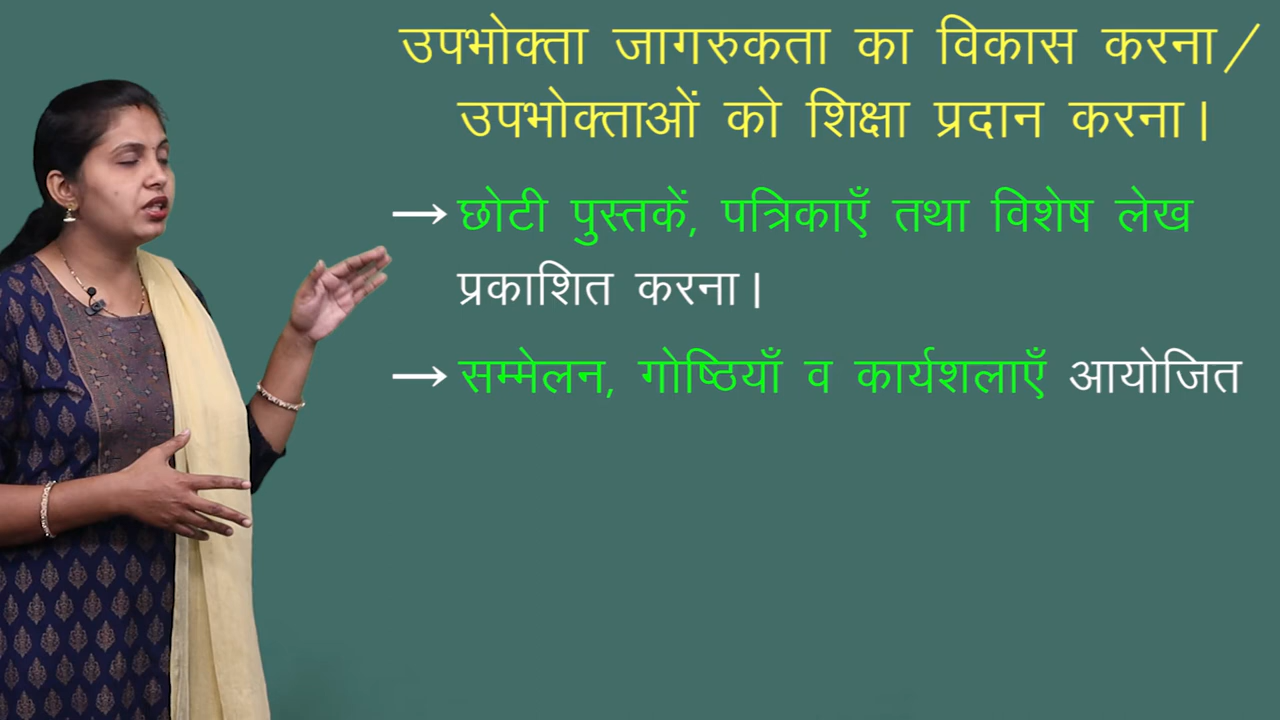 उपभोक्ता जागरुकता का विकास करना /
उपभोक्ताओं को शिक्षा प्रदान करना।
→ छोटी पुस्तकें, पत्रिकाएँ तथा विशेष लेख
प्रकाशित करना।
→ सम्मेलन, गोष्ठियाँ व कार्यशलाएँ आयोजित